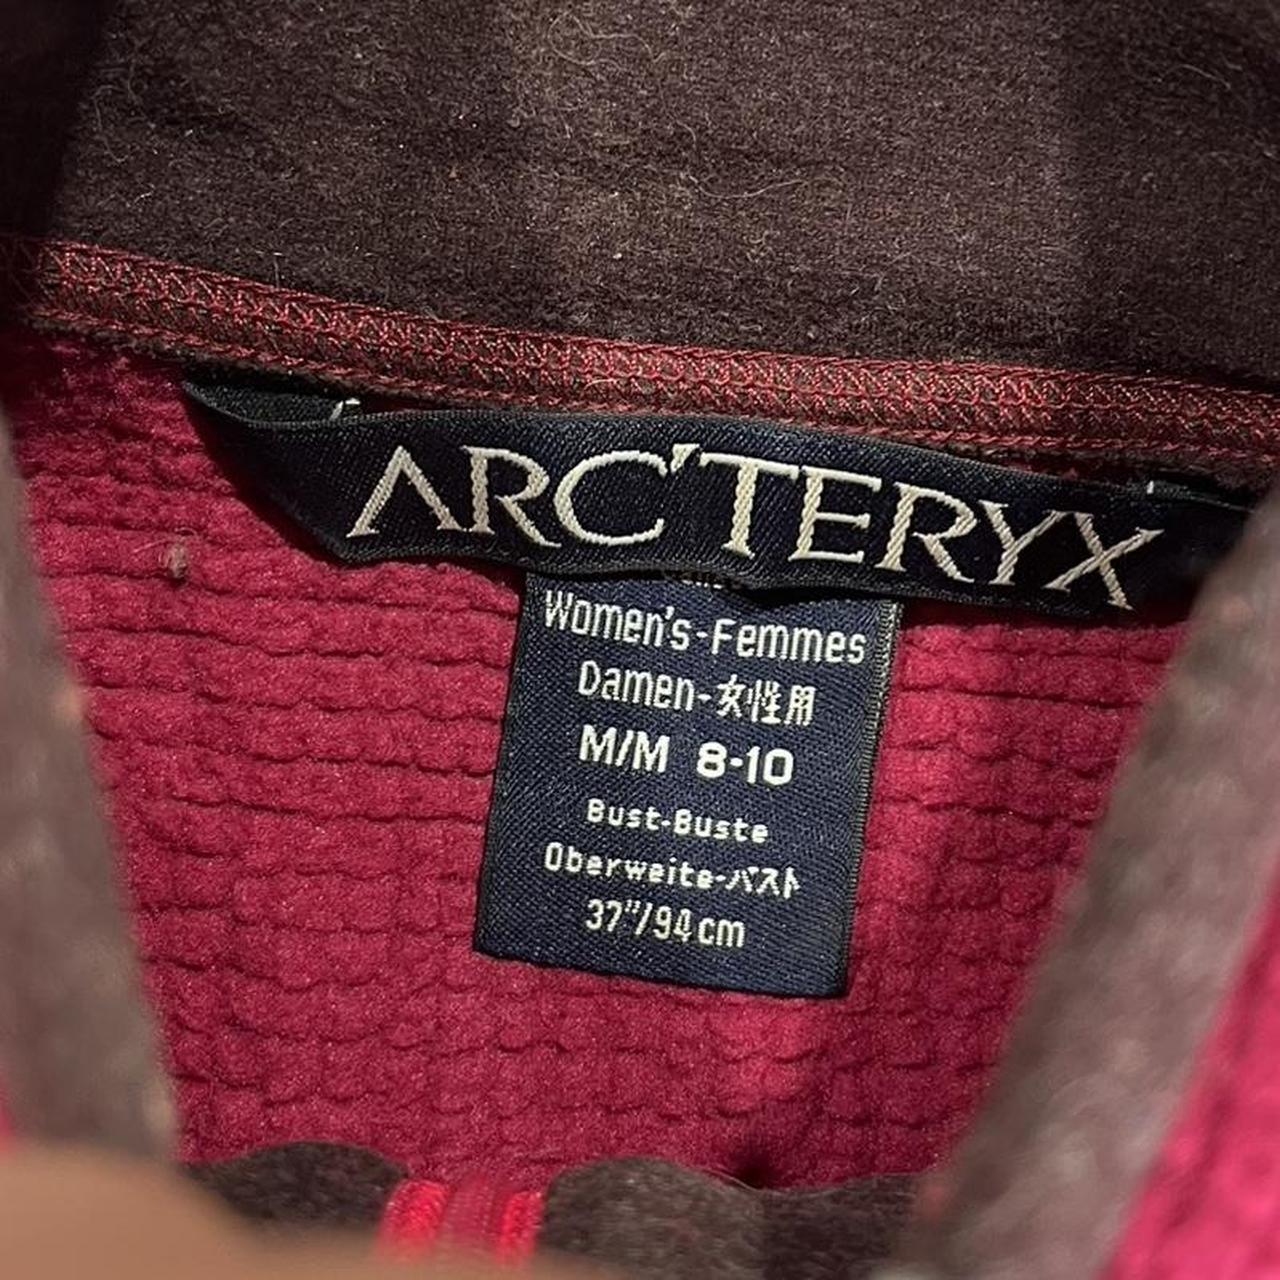 ARC'TERYX
Women's-Femmes
Damen-女性用
M/M 8-10
Bust-Buste
Oberweite-バスト
37"/94cm